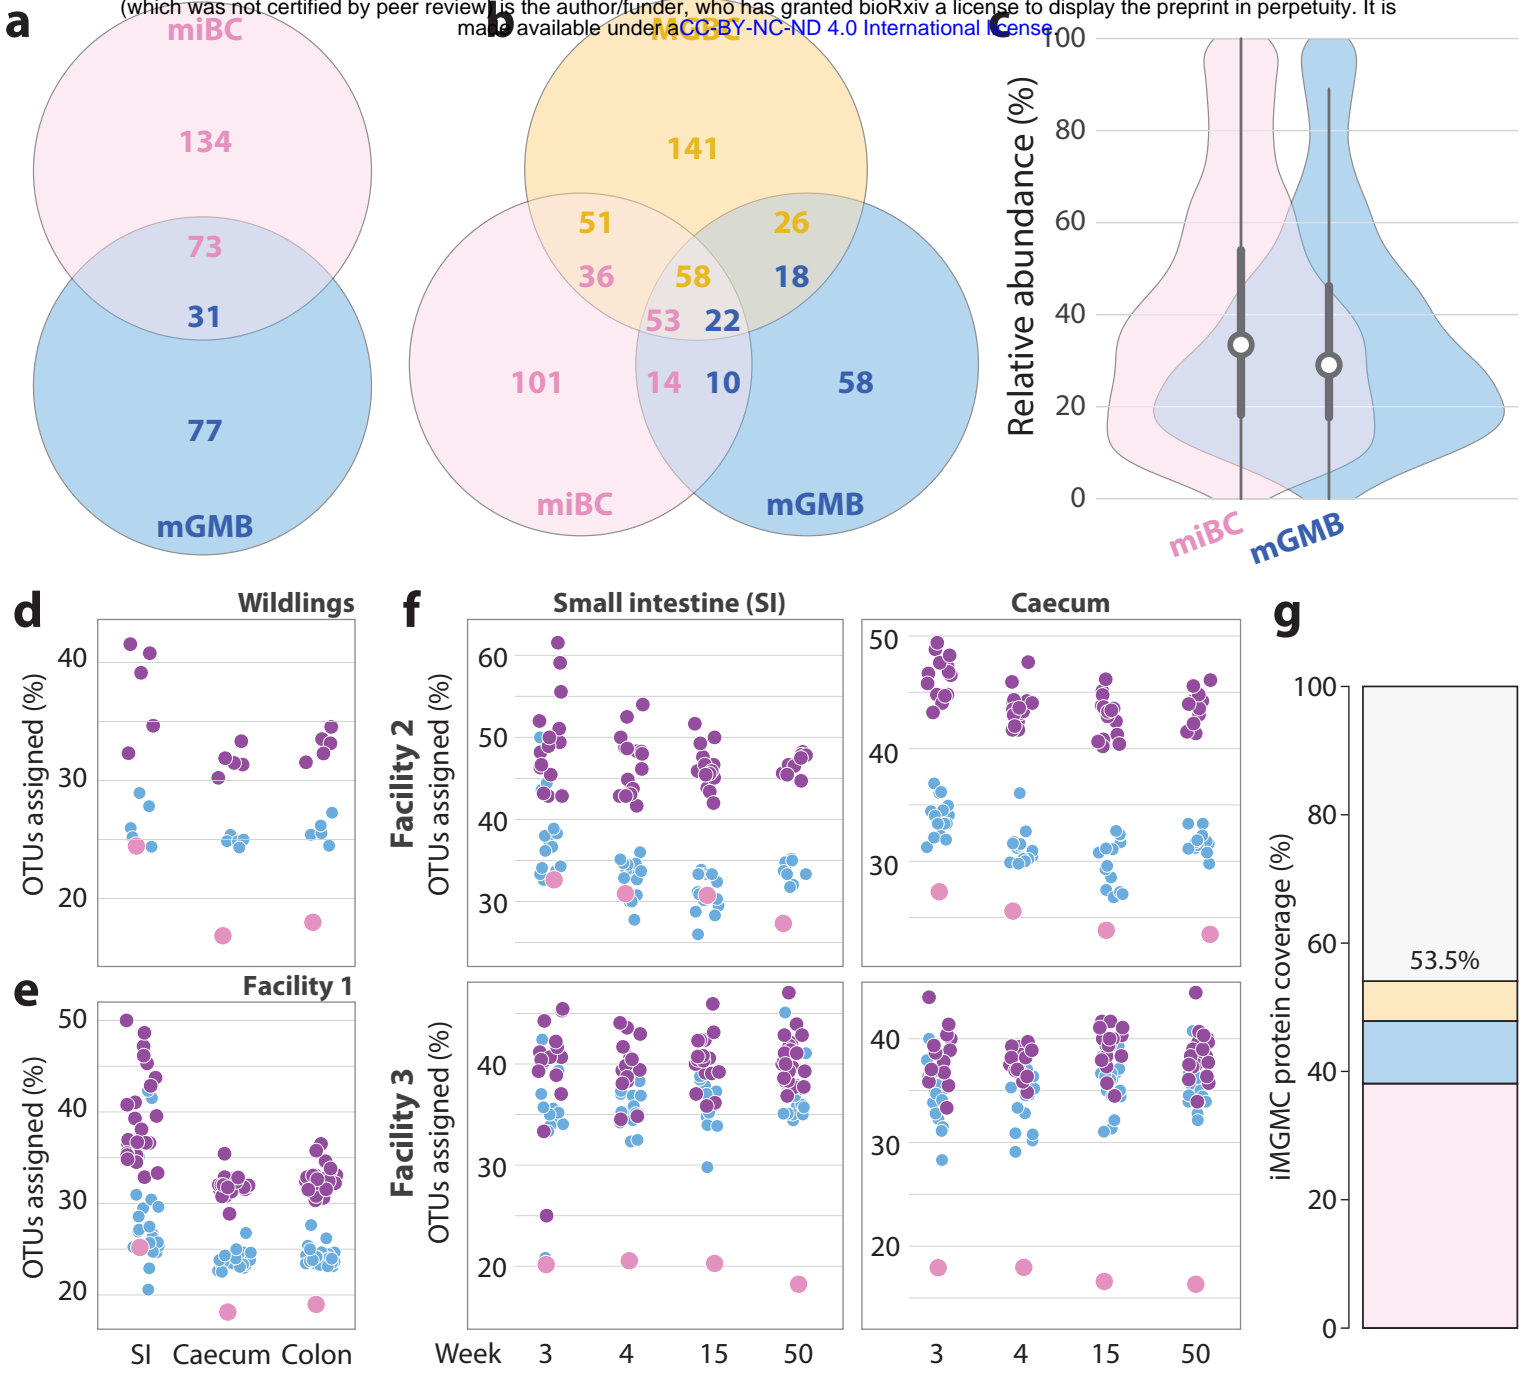 (which was not certified by peer review) is the author/funder, who has granted bioRxiv a license to display the preprint in perpetuity. It is
made available under aCC-BY-NC-ND 4.0 International license.
a
miBC
134
73
31
77
mGMB
b
MGBC
141
51
26
36
58
18
53
22
101
14
10
58
miBC
mGMB
c
Relative abundance (%)
100
80
60
40
20
0
miBC
mGMB
d
Wildlings
OTUs assigned (%)
40
30
20
e
Facility 1
OTUs assigned (%)
50
40
30
20
SI Caecum Colon
f
Small intestine (SI)
Caecum
Facility 2
OTUs assigned (%)
60
50
40
30
50
40
30
Facility 3
OTUs assigned (%)
40
30
20
40
30
20
Week 3 4 15 50
3 4 15 50
g
iMGMC protein coverage (%)
100
80
60
40
20
0
53.5%